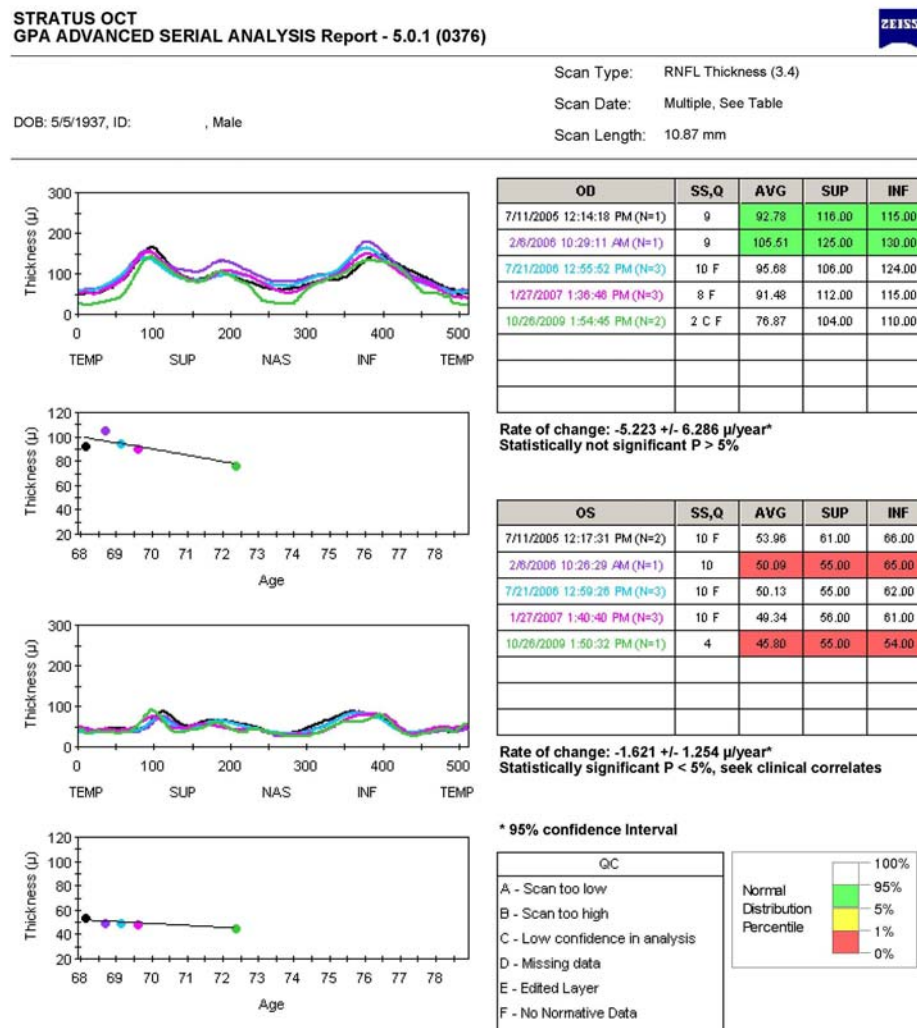 STRATUS OCT
GPA ADVANCED SERIAL ANALYSIS Report - 5.0.1 (0376)
ZEISS
Scan Type: RNFL Thickness (3.4)
Scan Date: Multiple, See Table
DOB: 5/5/1937, ID: , Male
Scan Length: 10.87 mm
300
200
100
0
Thickness (µ)
0 100 200 300 400 500
TEMP SUP NAS INF TEMP
OD SS,Q AVG SUP INF
7/11/2005 12:14:18 PM (N=1) 9 92.78 116.00 115.00
2/6/2006 10:29:11 AM (N=1) 9 105.51 125.00 130.00
7/21/2006 12:55:52 PM (N=3) 10 F 95.68 106.00 124.00
1/27/2007 1:36:46 PM (N=3) 8 F 91.48 112.00 115.00
10/26/2009 1:54:45 PM (N=2) 2 C F 76.87 104.00 110.00
Rate of change: -5.223 +/- 6.286 µ/year*
Statistically not significant P > 5%
120
100
80
60
40
20
Thickness (µ)
68 69 70 71 72 73 74 75 76 77 78
Age
OS SS,Q AVG SUP INF
7/11/2005 12:17:31 PM (N=2) 10 F 53.96 61.00 66.00
2/6/2006 10:26:29 AM (N=1) 10 50.09 55.00 65.00
7/21/2006 12:59:26 PM (N=3) 10 F 50.13 55.00 62.00
1/27/2007 1:40:40 PM (N=3) 10 F 49.34 56.00 61.00
10/26/2009 1:50:32 PM (N=1) 4 45.80 55.00 54.00
Rate of change: -1.621 +/- 1.254 µ/year*
Statistically significant P < 5%, seek clinical correlates
300
200
100
0
Thickness (µ)
0 100 200 300 400 500
TEMP SUP NAS INF TEMP
* 95% confidence Interval
120
100
80
60
40
20
Thickness (µ)
68 69 70 71 72 73 74 75 76 77 78
Age
QC
A - Scan too low
B - Scan too high
C - Low confidence in analysis
D - Missing data
E - Edited Layer
F - No Normative Data
Normal
Distribution
Percentile
100%
95%
5%
1%
0%